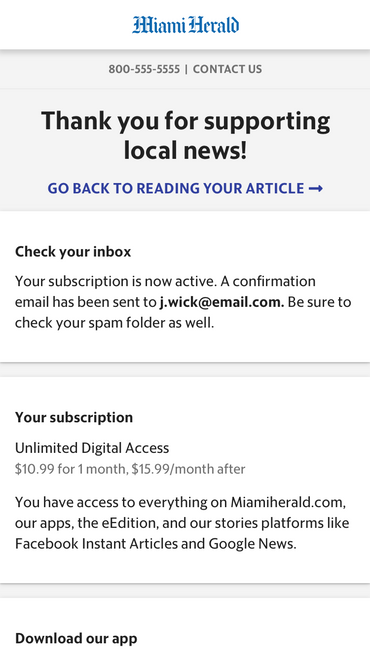 Miami Herald
800-555-5555 | CONTACT US
Thank you for supporting
local news!
GO BACK TO READING YOUR ARTICLE →
Check your inbox
Your subscription is now active. A confirmation
email has been sent to j.wick@email.com. Be sure to
check your spam folder as well.
Your subscription
Unlimited Digital Access
$10.99 for 1 month, $15.99/month after
You have access to everything on Miamiherald.com,
our apps, the eEdition, and our stories platforms like
Facebook Instant Articles and Google News.
Download our app